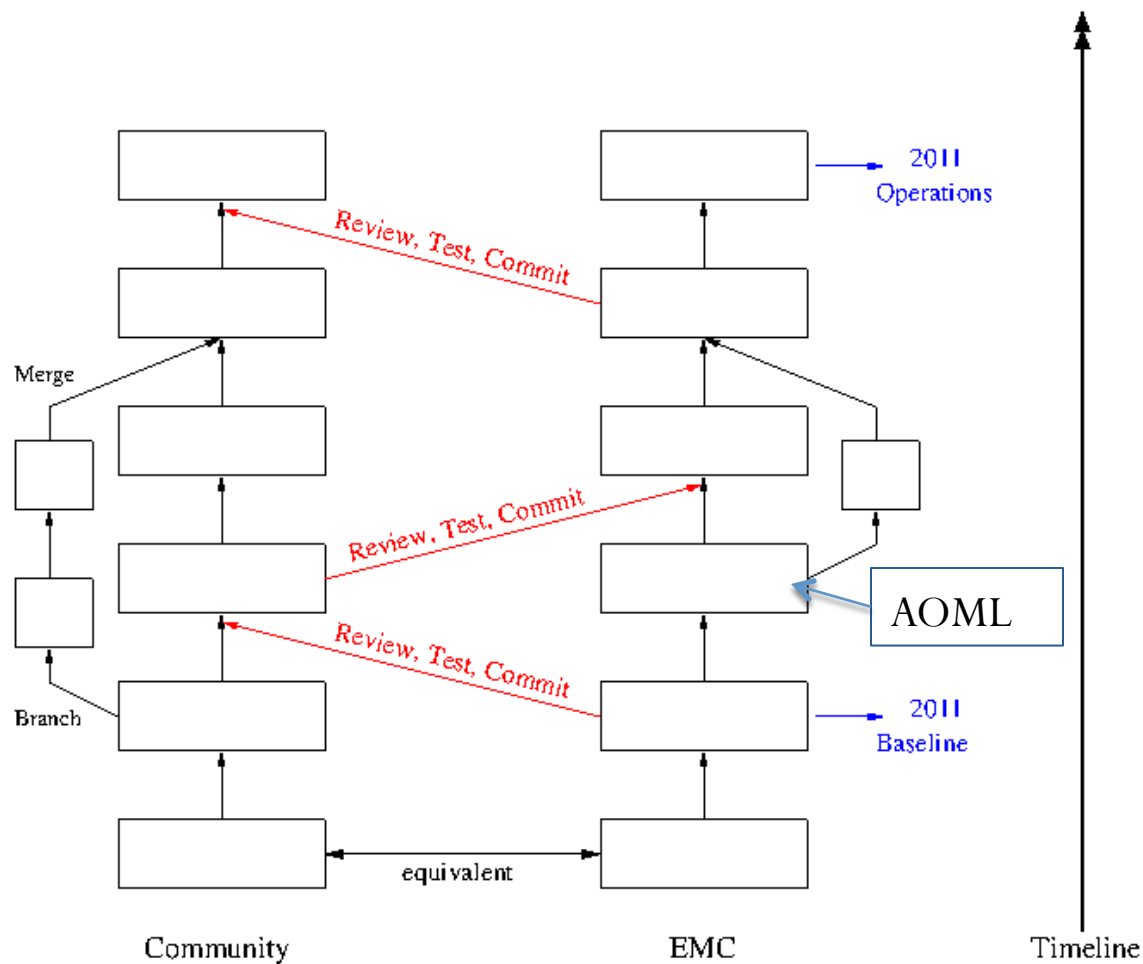 2011
Operations
Review, Test, Commit
Merge
Review, Test, Commit
AOML
Review, Test, Commit
Branch
2011
Baseline
equivalent
Community
EMC
Timeline